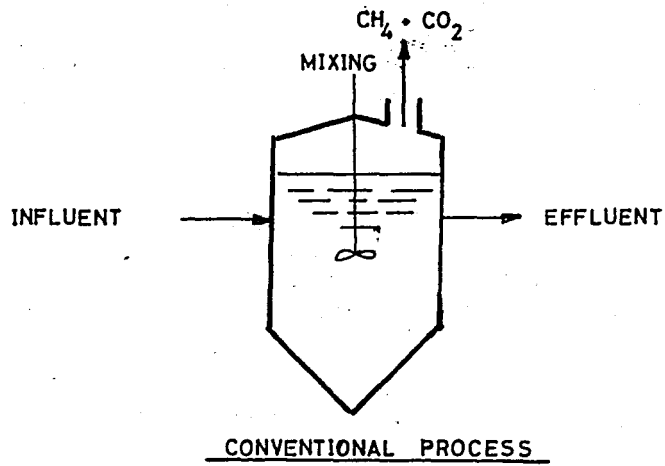 CH4 + CO2
MIXING
INFLUENT
EFFLUENT
CONVENTIONAL PROCESS